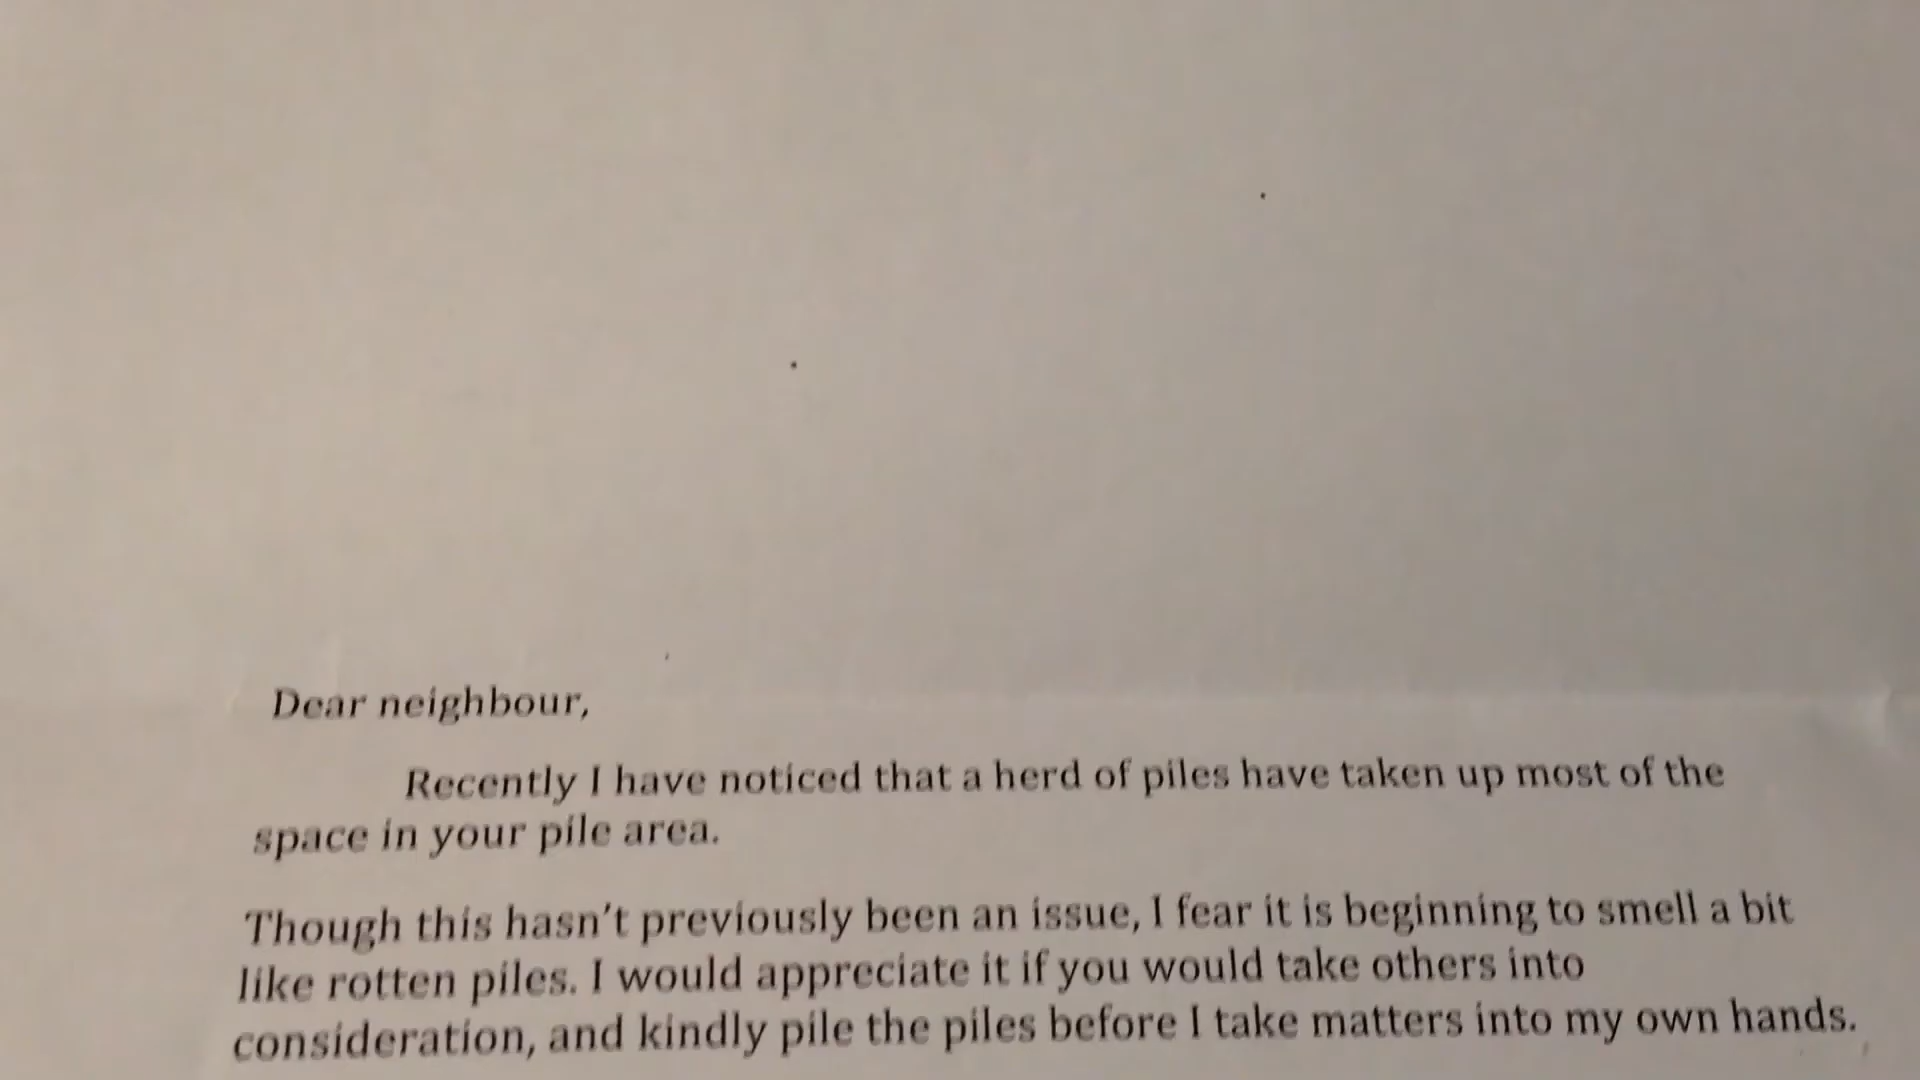 Dear neighbour,
Recently I have noticed that a herd of piles have taken up most of the
space in your pile area.
Though this hasn't previously been an issue, I fear it is beginning to smell a bit
like rotten piles. I would appreciate it if you would take others into
consideration, and kindly pile the piles before I take matters into my own hands.